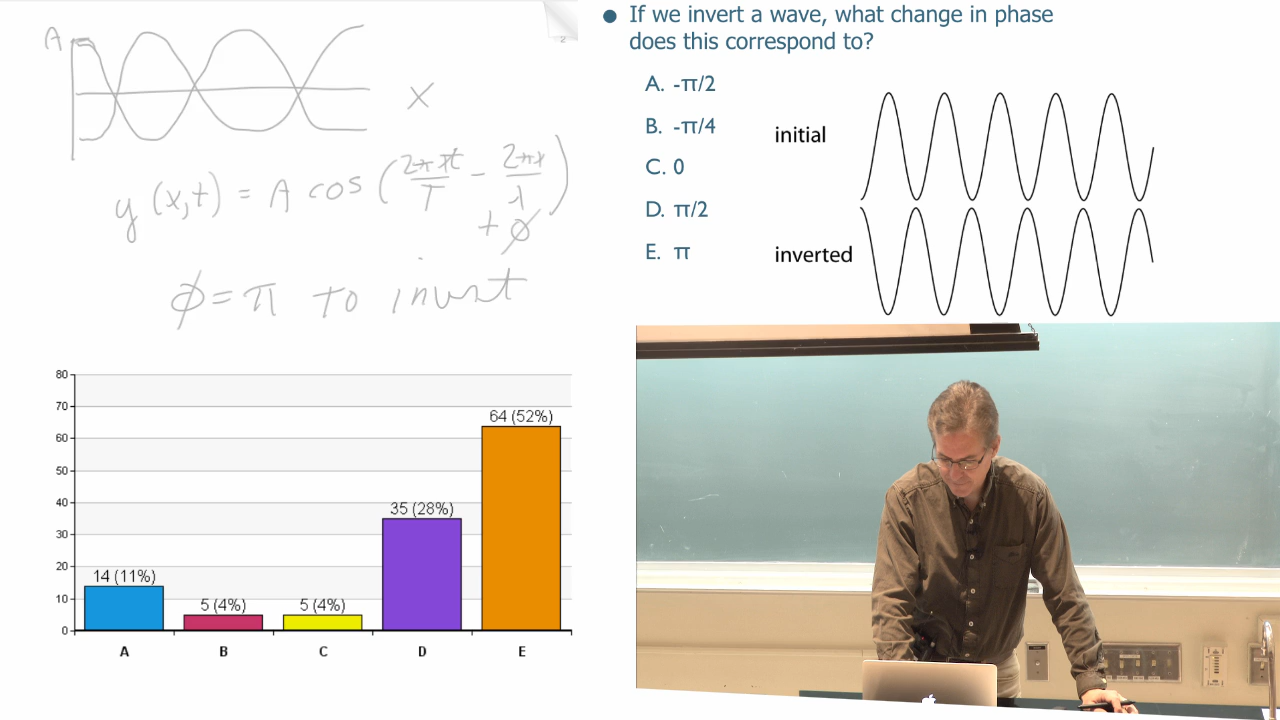 A
2
x
y (x,t) = A cos ( 2πxt/T - 2πx/λ
+ ϕ )
ϕ = π to invert
• If we invert a wave, what change in phase
does this correspond to?
A. -π/2
B. -π/4
C. 0
D. π/2
E. π
initial
inverted
80
70
60
50
40
30
20
10
0
14 (11%)
5 (4%)
5 (4%)
35 (28%)
64 (52%)
A B C D E